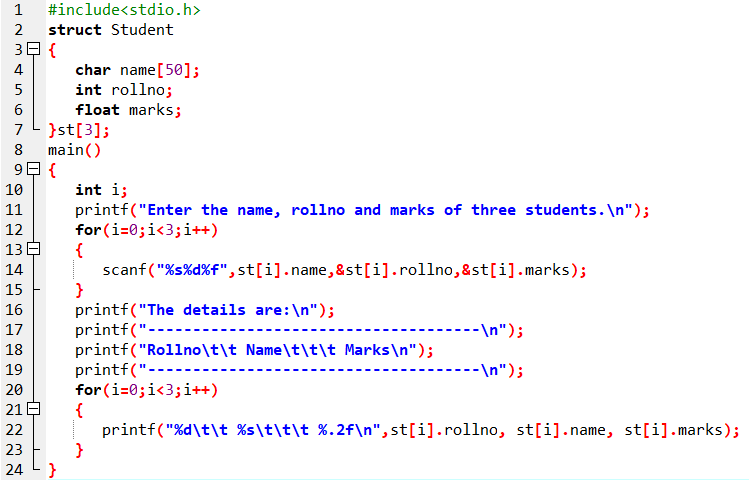 1 #include<stdio.h>
2 struct Student
3 {
4 char name[50];
5 int rollno;
6 float marks;
7 }st[3];
8 main()
9 {
10 int i;
11 printf("Enter the name, rollno and marks of three students.\n");
12 for(i=0;i<3;i++)
13 {
14 scanf("%s%d%f",st[i].name,&st[i].rollno,&st[i].marks);
15 }
16 printf("The details are:\n");
17 printf("-------------------------------------\n");
18 printf("Rollno\t\t Name\t\t\t Marks\n");
19 printf("-------------------------------------\n");
20 for(i=0;i<3;i++)
21 {
22 printf("%d\t\t %s\t\t\t %.2f\n",st[i].rollno, st[i].name, st[i].marks);
23 }
24 }